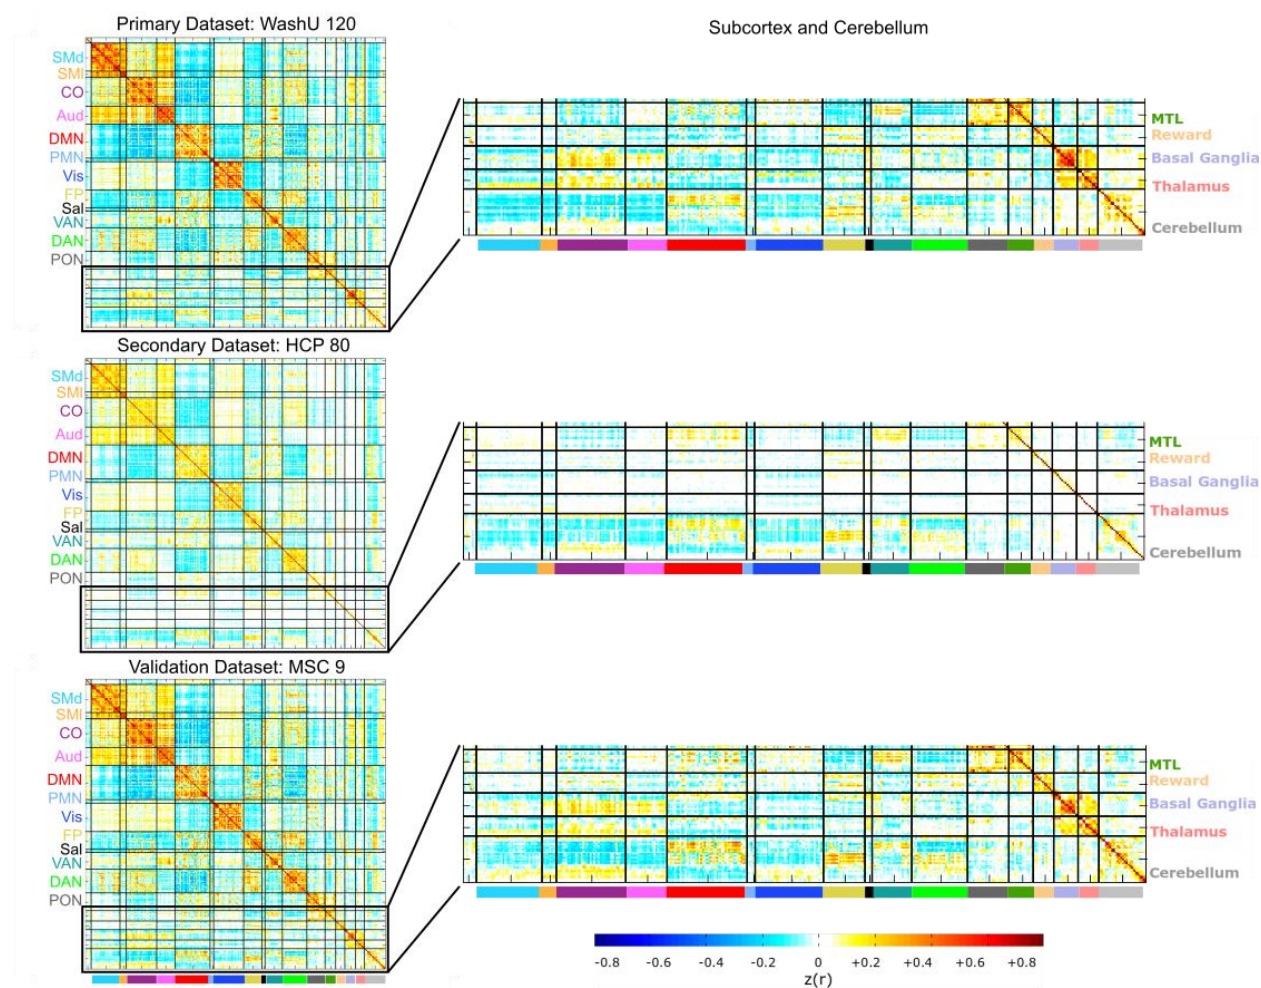 Primary Dataset: WashU 120
Subcortex and Cerebellum
SMd
SMl
CO
Aud
DMN
PMN
Vis
FP
Sal
VAN
DAN
PON
MTL
Reward
Basal Ganglia
Thalamus
Cerebellum
Secondary Dataset: HCP 80
SMd
SMl
CO
Aud
DMN
PMN
Vis
FP
Sal
VAN
DAN
PON
MTL
Reward
Basal Ganglia
Thalamus
Cerebellum
Validation Dataset: MSC 9
SMd
SMl
CO
Aud
DMN
PMN
Vis
FP
Sal
VAN
DAN
PON
MTL
Reward
Basal Ganglia
Thalamus
Cerebellum
-0.8 -0.6 -0.4 -0.2 0 +0.2 +0.4 +0.6 +0.8
z(r)